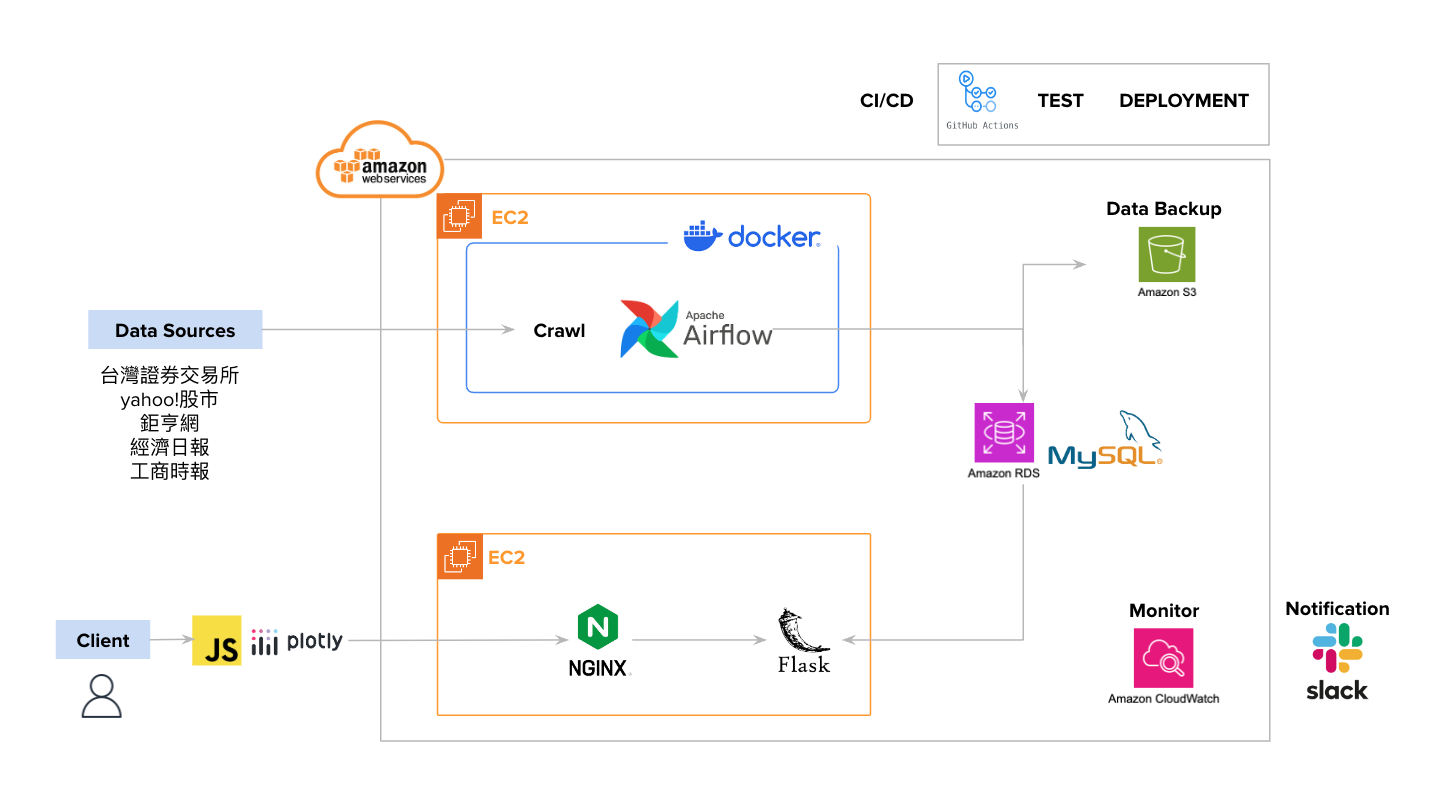 CI/CD
GitHub Actions
TEST
DEPLOYMENT
amazon
web services
EC2
docker
Data Backup
Amazon S3
Data Sources
台灣證券交易所
yahoo!股市
鉅亨網
經濟日報
工商時報
Crawl
Apache
Airflow
Amazon RDS
MySQL
EC2
Client
JS
plotly
N
NGINX
Flask
Monitor
Amazon CloudWatch
Notification
slack